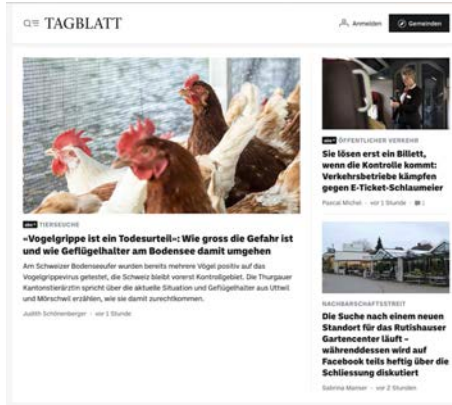 TAGBLATT
Anmelden
Gemeinden
abo+ TIERSEUCHE
«Vogelgrippe ist ein Todesurteil»: Wie gross die Gefahr ist
und wie Geflügelhalter am Bodensee damit umgehen
Am Schweizer Bodenseeufer wurden bereits mehrere Vögel positiv auf das
Vogelgrippevirus getestet, die Schweiz bleibt vorerst Kontrollgebiet. Die Thurgauer
Kantonstierärztin spricht über die aktuelle Situation und Geflügelhalter aus Uttwil
und Mörschwil erzählen, wie sie damit zurechtkommen.
Judith Schönenberger - vor 1 Stunde
abo+ ÖFFENTLICHER VERKEHR
Sie lösen erst ein Billett,
wenn die Kontrolle kommt:
Verkehrsbetriebe kämpfen
gegen E-Ticket-Schlaumeier
Pascal Michel - vor 1 Stunde -
NACHBARSCHAFTSSTREIT
Die Suche nach einem neuen
Standort für das Rutishauser
Gartencenter läuft –
währenddessen wird auf
Facebook teils heftig über die
Schliessung diskutiert
Sabrina Manser - vor 2 Stunden